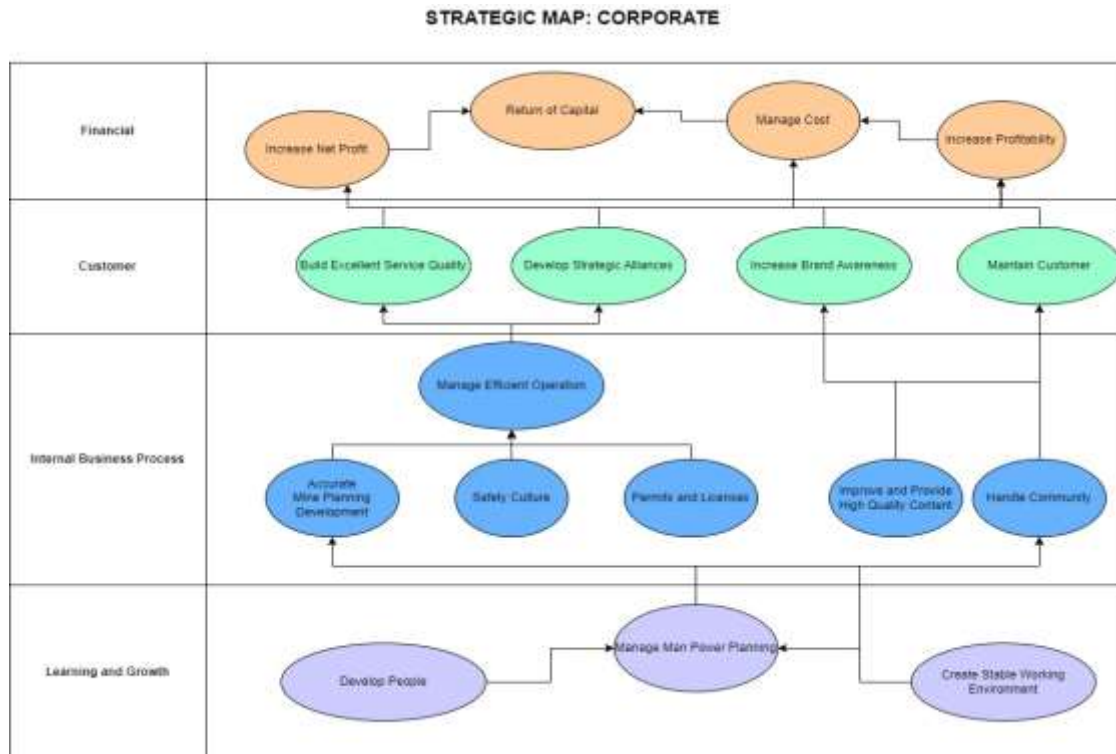 STRATEGIC MAP: CORPORATE
Financial
Return of Capital
Manage Cost
Increase Net Profit
Increase Profitability
Customer
Build Excellent Service Quality
Develop Strategic Alliances
Increase Brand Awareness
Maintain Customer
Manage Efficient Operation
Internal Business Process
Accurate
Mine Planning
Development
Safety Culture
Permits and Licenses
Improve and Provide
High Quality Content
Handle Community
Learning and Growth
Manage Man Power Planning
Develop People
Create Stable Working
Environment